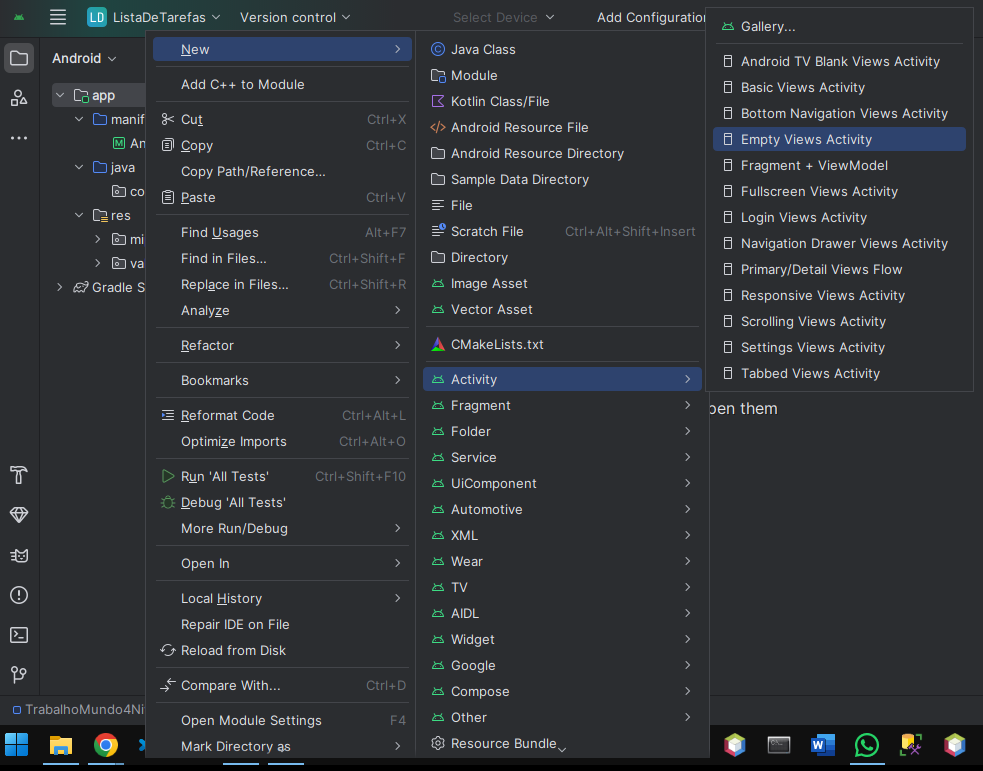 LD ListaDeTarefas Version control Select Device Add Configuration
Android
app
manif
An
java
co
res
mi
va
Gradle S
New
Add C++ to Module
Cut Ctrl+X
Copy Ctrl+C
Copy Path/Reference...
Paste Ctrl+V
Find Usages Alt+F7
Find in Files... Ctrl+Shift+F
Replace in Files... Ctrl+Shift+R
Analyze
Refactor
Bookmarks
Reformat Code Ctrl+Alt+L
Optimize Imports Ctrl+Alt+O
Run 'All Tests' Ctrl+Shift+F10
Debug 'All Tests'
More Run/Debug
Open In
Local History
Repair IDE on File
Reload from Disk
Compare With... Ctrl+D
Open Module Settings F4
Mark Directory as
Java Class
Module
Kotlin Class/File
Android Resource File
Android Resource Directory
Sample Data Directory
File
Scratch File Ctrl+Alt+Shift+Insert
Directory
Image Asset
Vector Asset
CMakeLists.txt
Activity
Fragment
Folder
Service
UiComponent
Automotive
XML
Wear
TV
AIDL
Widget
Google
Compose
Other
Resource Bundle
Gallery...
Android TV Blank Views Activity
Basic Views Activity
Bottom Navigation Views Activity
Empty Views Activity
Fragment + ViewModel
Fullscreen Views Activity
Login Views Activity
Navigation Drawer Views Activity
Primary/Detail Views Flow
Responsive Views Activity
Scrolling Views Activity
Settings Views Activity
Tabbed Views Activity
pen them
TrabalhoMundo4Ni